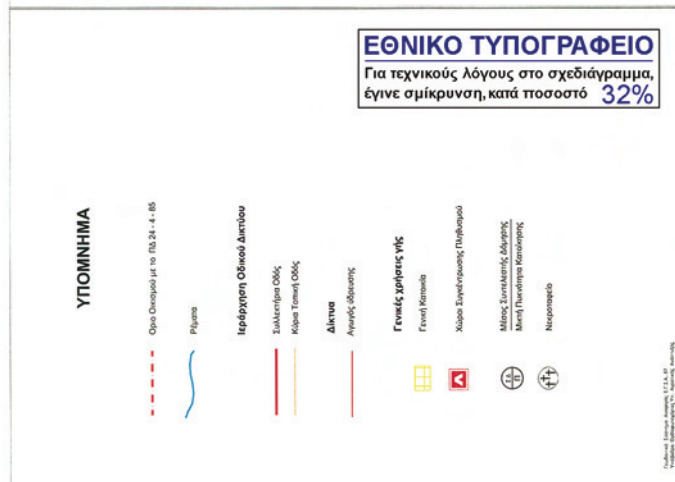 ΕΘΝΙΚΟ ΤΥΠΟΓΡΑΦΕΙΟ
Για τεχνικούς λόγους στο σχεδιάγραμμα,
έγινε σμίκρυνση, κατά ποσοστό 32%
ΥΠΟΜΝΗΜΑ
Όριο Οικισμού με το ΠΔ 24 - 4 - 85
Ρέματα
Ιεράρχηση Οδικού Δικτύου
Συλλεκτήρια Οδός
Κύρια Τοπική Οδός
Δίκτυα
Αγωγός ύδρευσης
Γενικές χρήσεις γής
Γενική Κατοικία
Χώροι Συγκέντρωσης Πληθυσμού
Μέσος Συντελεστής Δόμησης
Μικτή Πυκνότητα Κατοίκησης
Νεκροταφείο